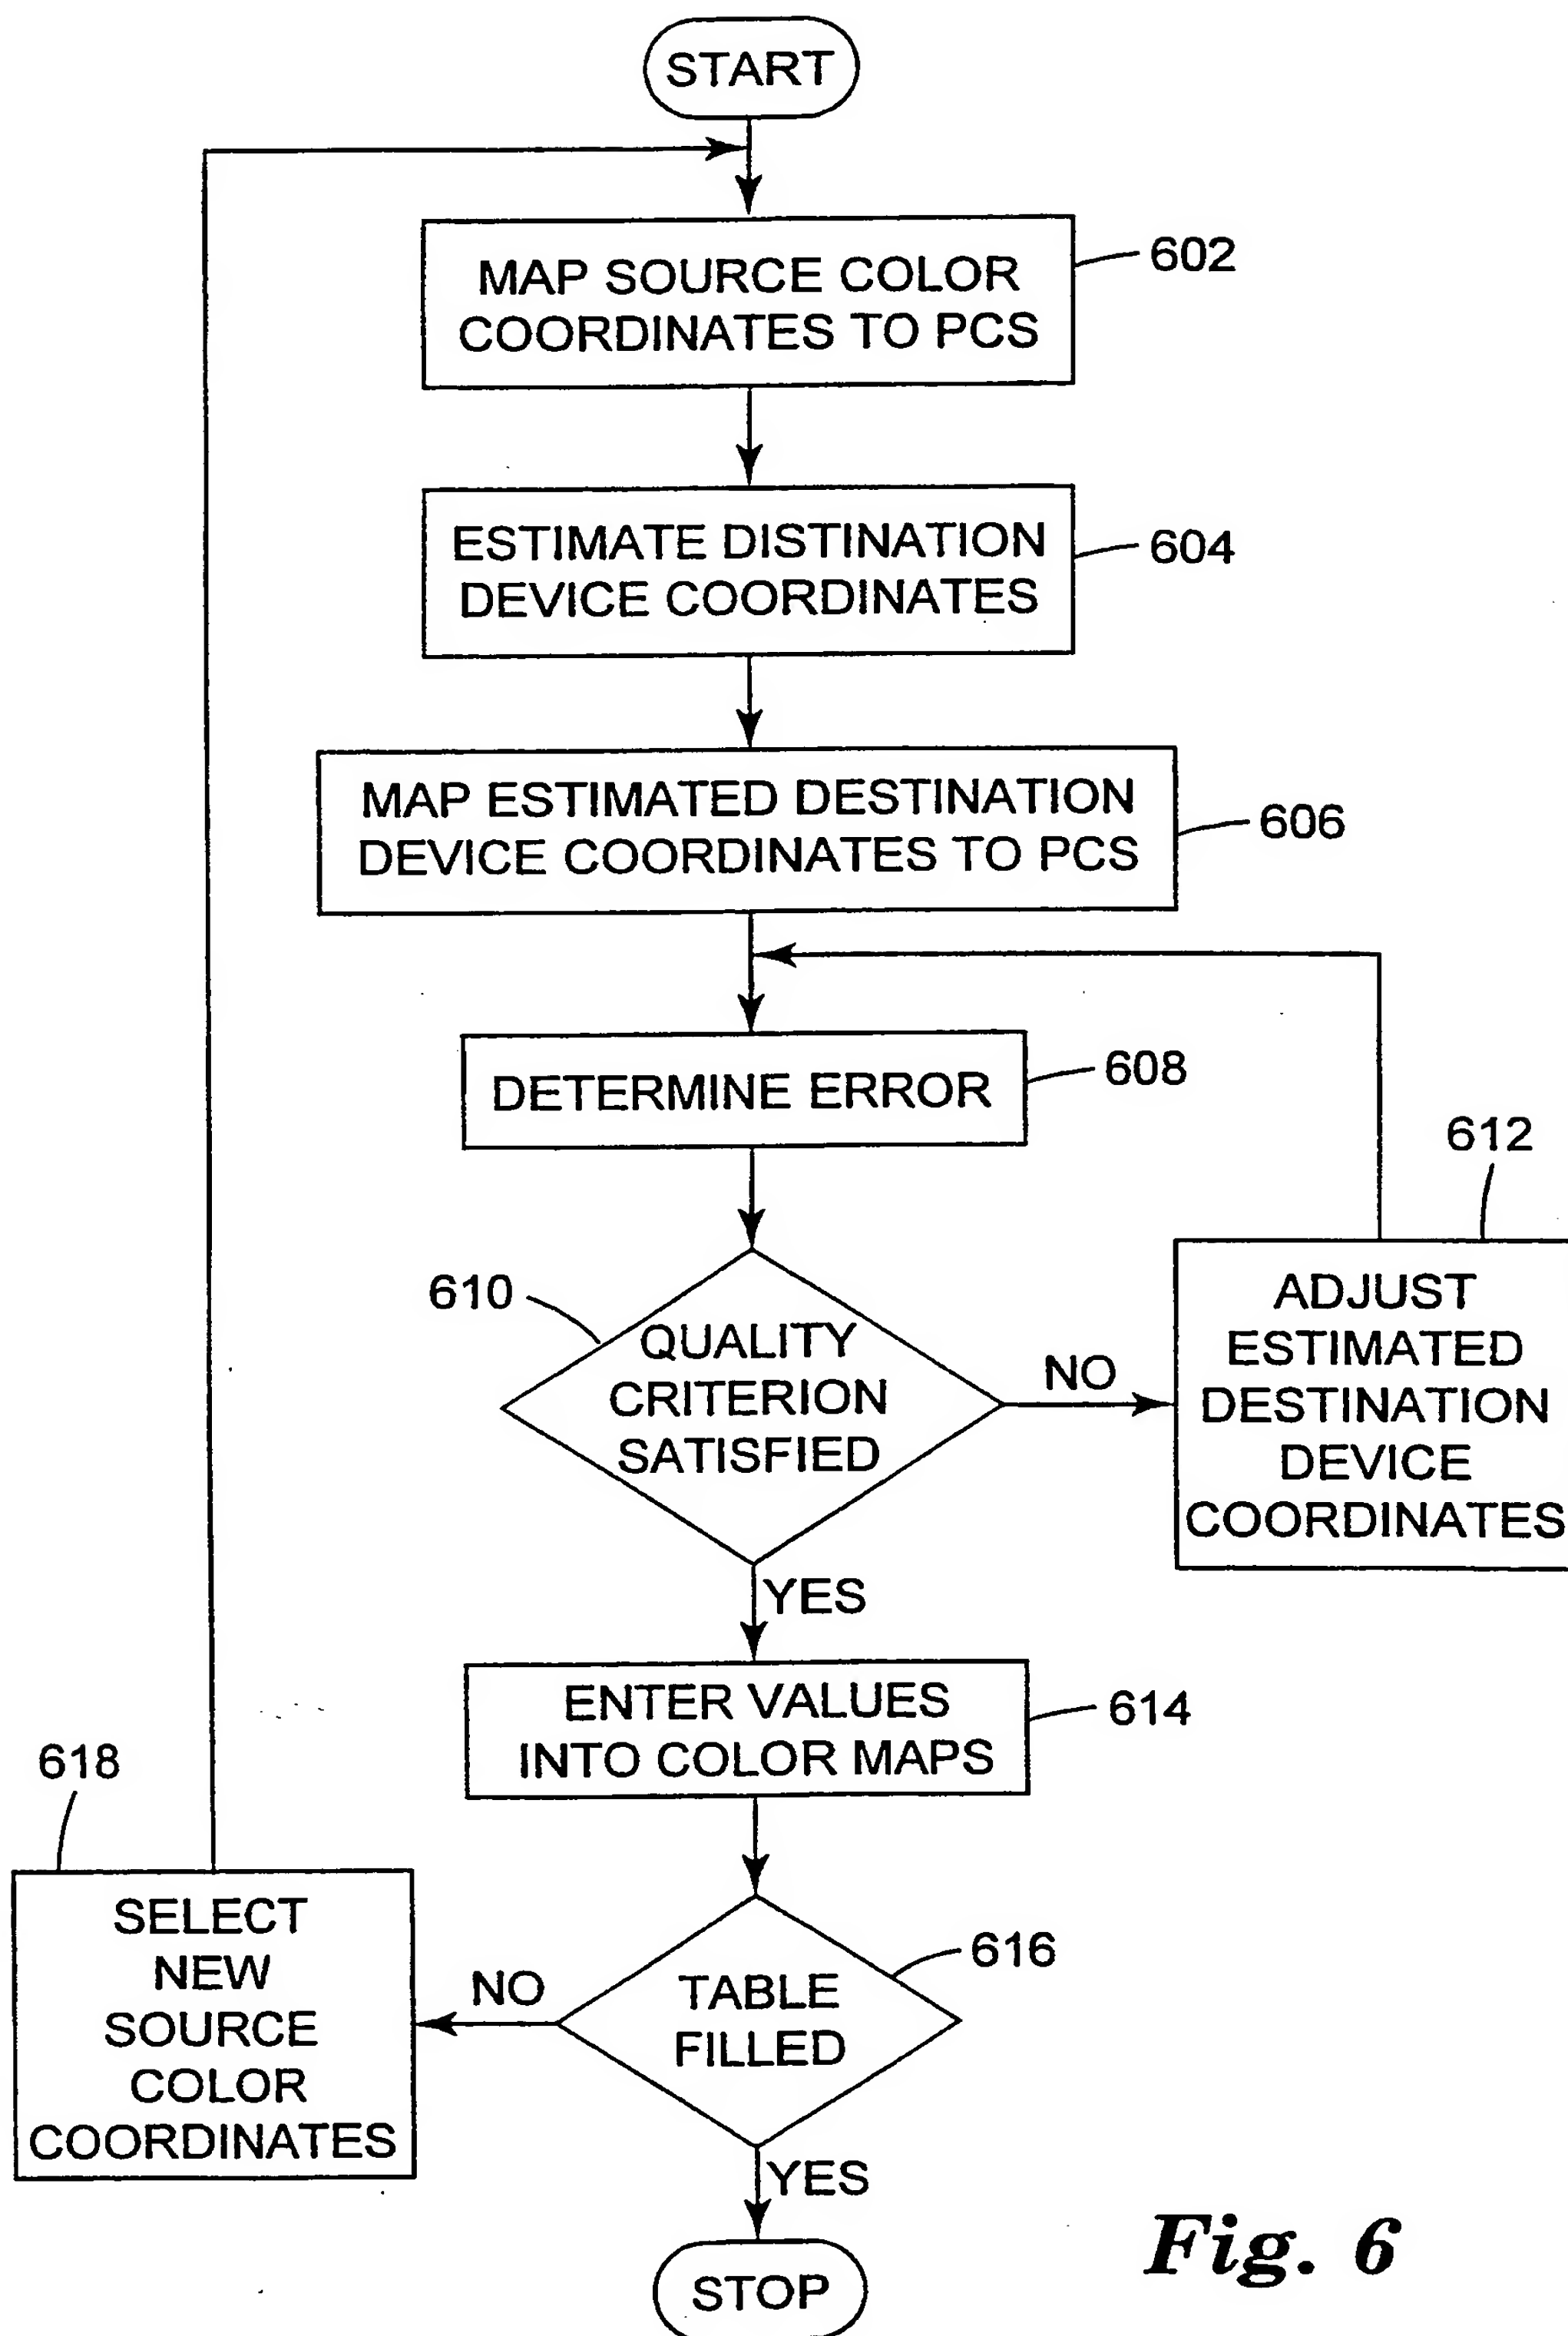 START
MAP SOURCE COLOR
COORDINATES TO PCS
602
ESTIMATE DISTINATION
DEVICE COORDINATES
604
MAP ESTIMATED DESTINATION
DEVICE COORDINATES TO PCS
606
DETERMINE ERROR
608
610
QUALITY
CRITERION
SATISFIED
NO
612
ADJUST
ESTIMATED
DESTINATION
DEVICE
COORDINATES
YES
ENTER VALUES
INTO COLOR MAPS
614
616
TABLE
FILLED
NO
618
SELECT
NEW
SOURCE
COLOR
COORDINATES
YES
STOP
Fig. 6